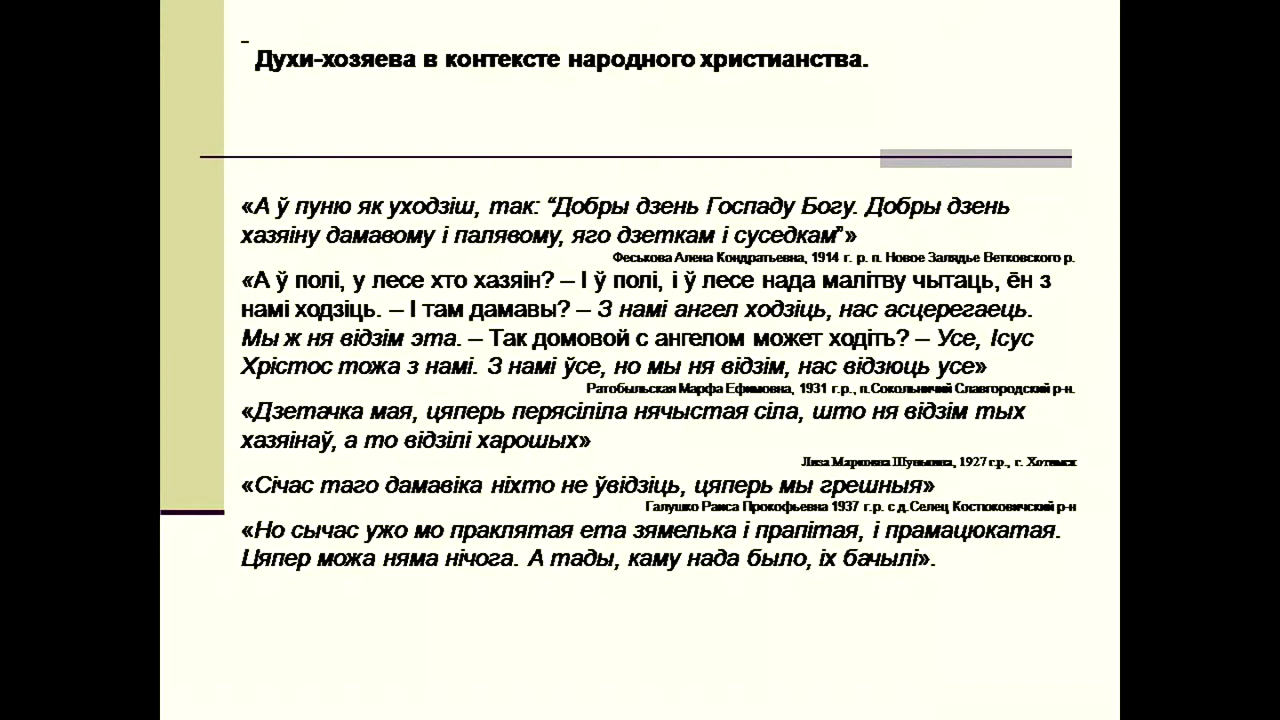 Духи-хозяева в контексте народного христианства.
«А ў пуню як уходзіш, так: “Добры дзень Госпаду Богу. Добры дзень
хазяіну дамавому і палявому, яго дзеткам і суседкам”»
Феськова Алена Кондратьевна, 1914 г. р. п. Новое Залядье Ветковского р.
«А ў полі, у лесе хто хазяін? – І ў полі, і ў лесе нада малітву чытаць, ён з
намі ходзіць. – І там дамавы? – З намі ангел ходзіць, нас асцерегаець.
Мы ж ня відзім эта. – Так домовой с ангелом может ходіть? – Усе, Ісус
Хрістос тожа з намі. З намі ўсе, но мы ня відзім, нас відзюць усе»
Ратобыльская Марфа Ефимовна, 1931 г.р., п.Сокольничий Славгородский р-н.
«Дзетачка мая, цяперь перясіліла нячыстая сіла, што ня відзім тых
хазяінаў, а то відзілі харошых»
Лиза Марковна 1927 г.р., г. Хотимск
«Січас таго дамавіка ніхто не ўвідзіць, цяперь мы грешныя»
Галушко Раиса Прокофьевна 1937 г.р. с д.Селец Костюковичский р-н
«Но сычас ужо мо праклятая ета зямелька і прапітая, і прамацюкатая.
Цяпер можа няма нічога. А тады, каму нада было, іх бачылі».